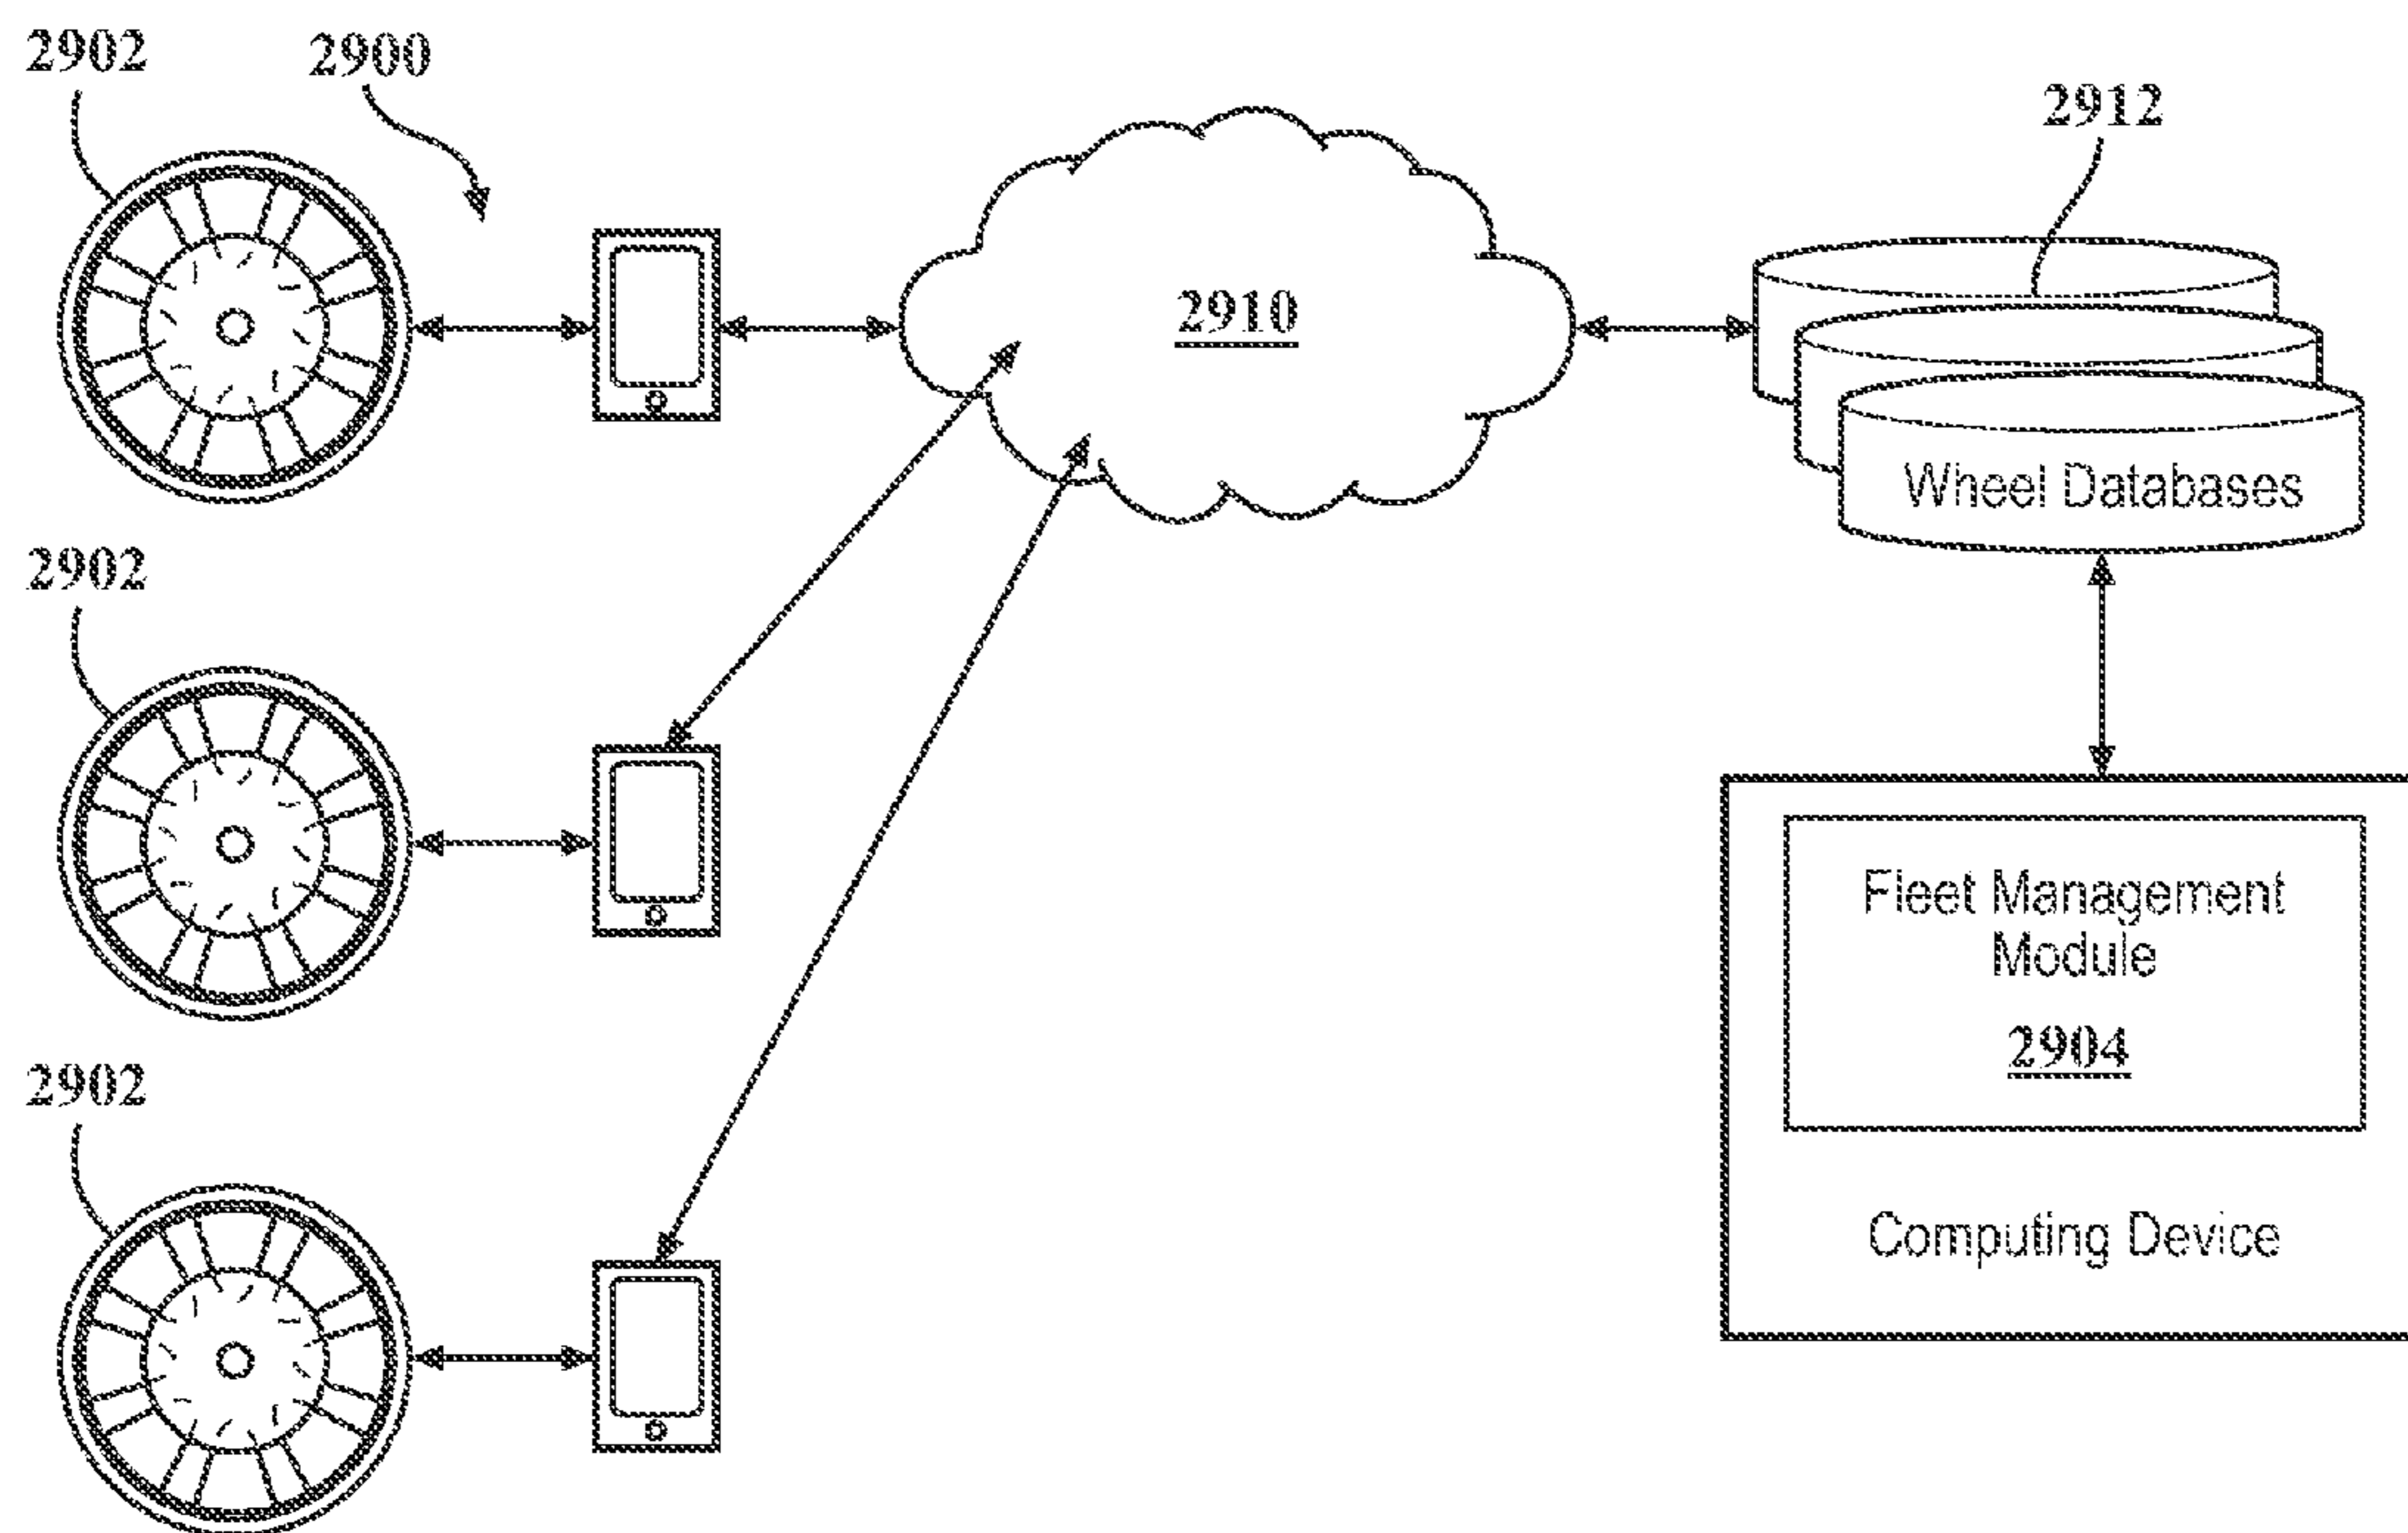 2902
2900
2912
2910
Wheel Databases
2902
Fleet Management
Module
2904
2902
Computing Device